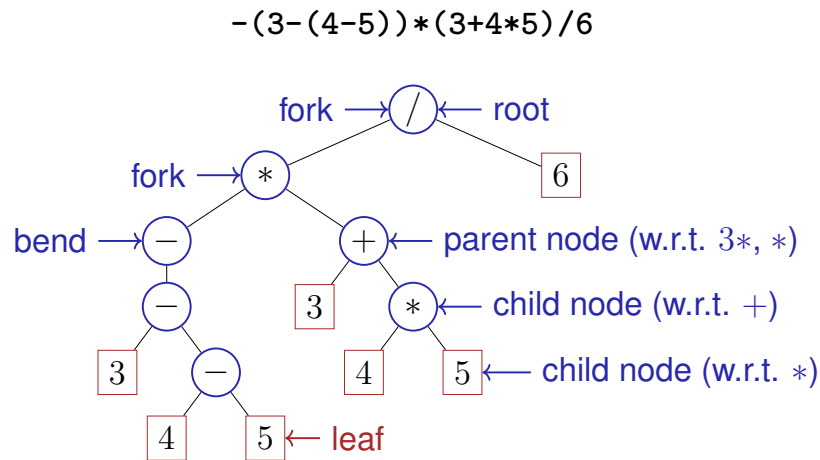 -(3-(4-5))*(3+4*5)/6
fork / root
fork * 6
bend − + parent node (w.r.t. 3*, *)
− 3 * child node (w.r.t. +)
3 − 4 5 child node (w.r.t. *)
4 5 leaf